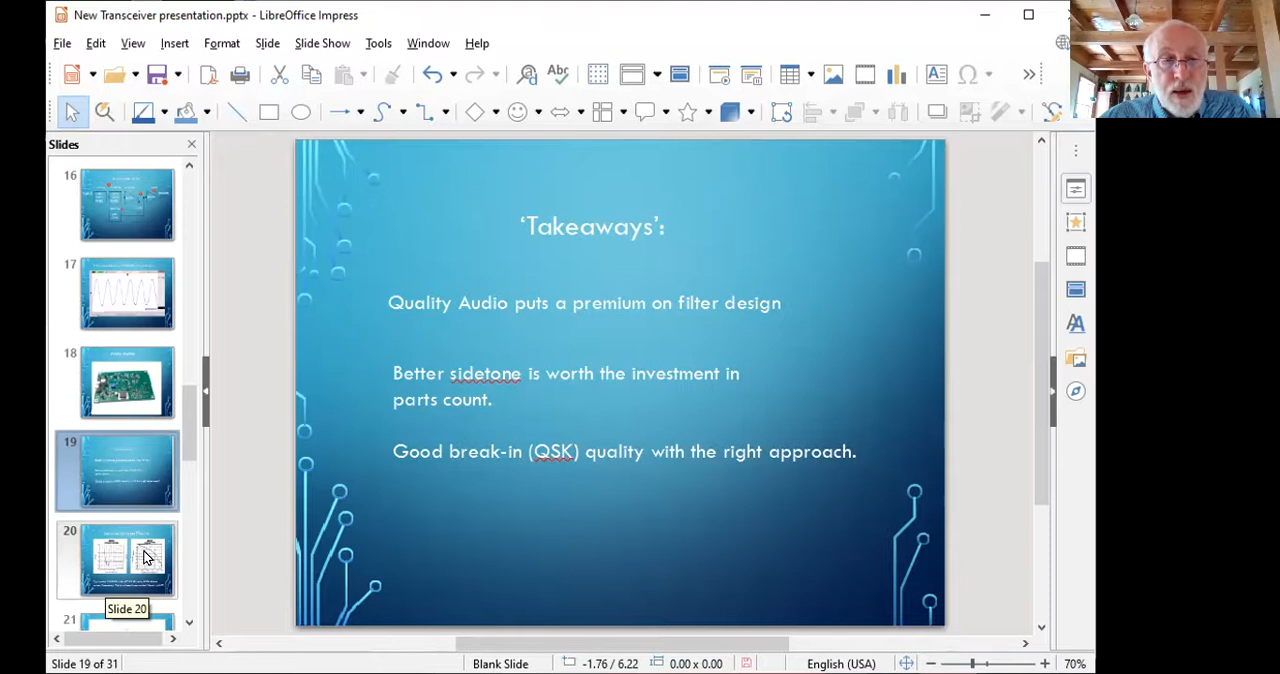 New Transceiver presentation.pptx - LibreOffice Impress
File Edit View Insert Format Slide Slide Show Tools Window Help
Abc
Slides
16
17
18
19
20
Slide 20
21
‘Takeaways’:
Quality Audio puts a premium on filter design
Better sidetone is worth the investment in
parts count.
Good break-in (QSK) quality with the right approach.
Slide 19 of 31 Blank Slide -1.76 / 6.22 0.00 x 0.00 English (USA) 70%